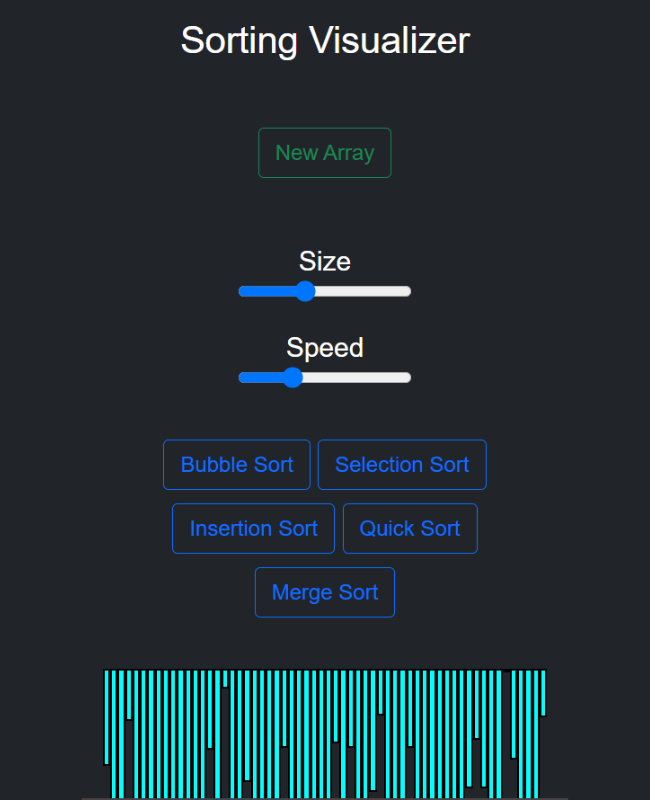 Sorting Visualizer
New Array
Size
Speed
Bubble Sort Selection Sort
Insertion Sort Quick Sort
Merge Sort